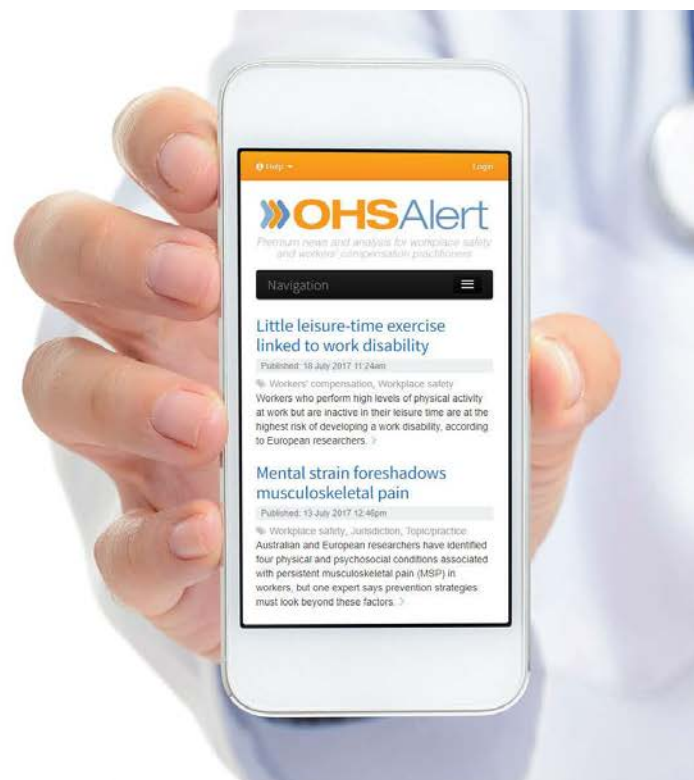 Help
Login
OHSAlert
Premium news and analysis for workplace safety
and workers' compensation practitioners
Navigation
Little leisure-time exercise
linked to work disability
Published: 18 July 2017 11:24am
Workers' compensation, Workplace safety
Workers who perform high levels of physical activity
at work but are inactive in their leisure time are at the
highest risk of developing a work disability, according
to European researchers.
Mental strain foreshadows
musculoskeletal pain
Published: 13 July 2017 12:46pm
Workplace safety, Jurisdiction, Topic/practice
Australian and European researchers have identified
four physical and psychosocial conditions associated
with persistent musculoskeletal pain (MSP) in
workers, but one expert says prevention strategies
must look beyond these factors.